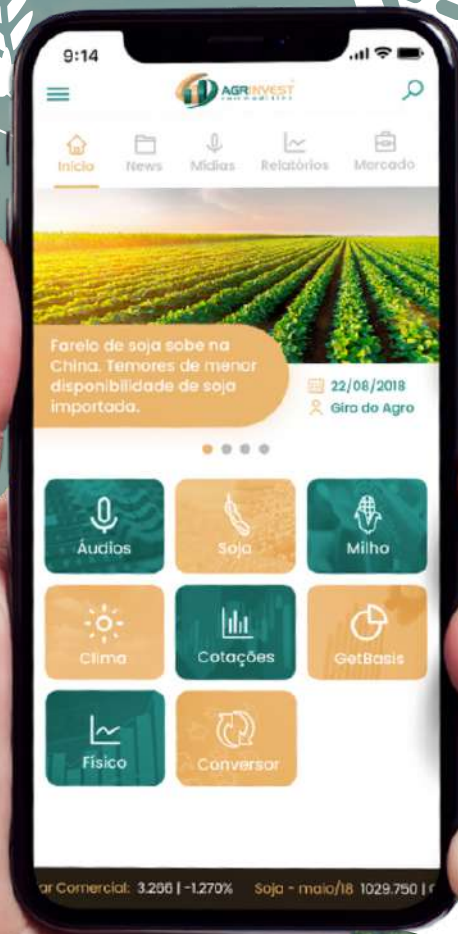 9:14
AGRINVEST
commodities
Início News Mídias Relatórios Mercado
Farelo de soja sobe na
China. Temores de menor
disponibilidade de soja
importada.
22/08/2018
Giro do Agro
Áudios Soja Milho
Clima Cotações GetBasis
Físico Conversor
ar Comercial: 3.266 | -1.270% Soja - maio/18 1029.750 |